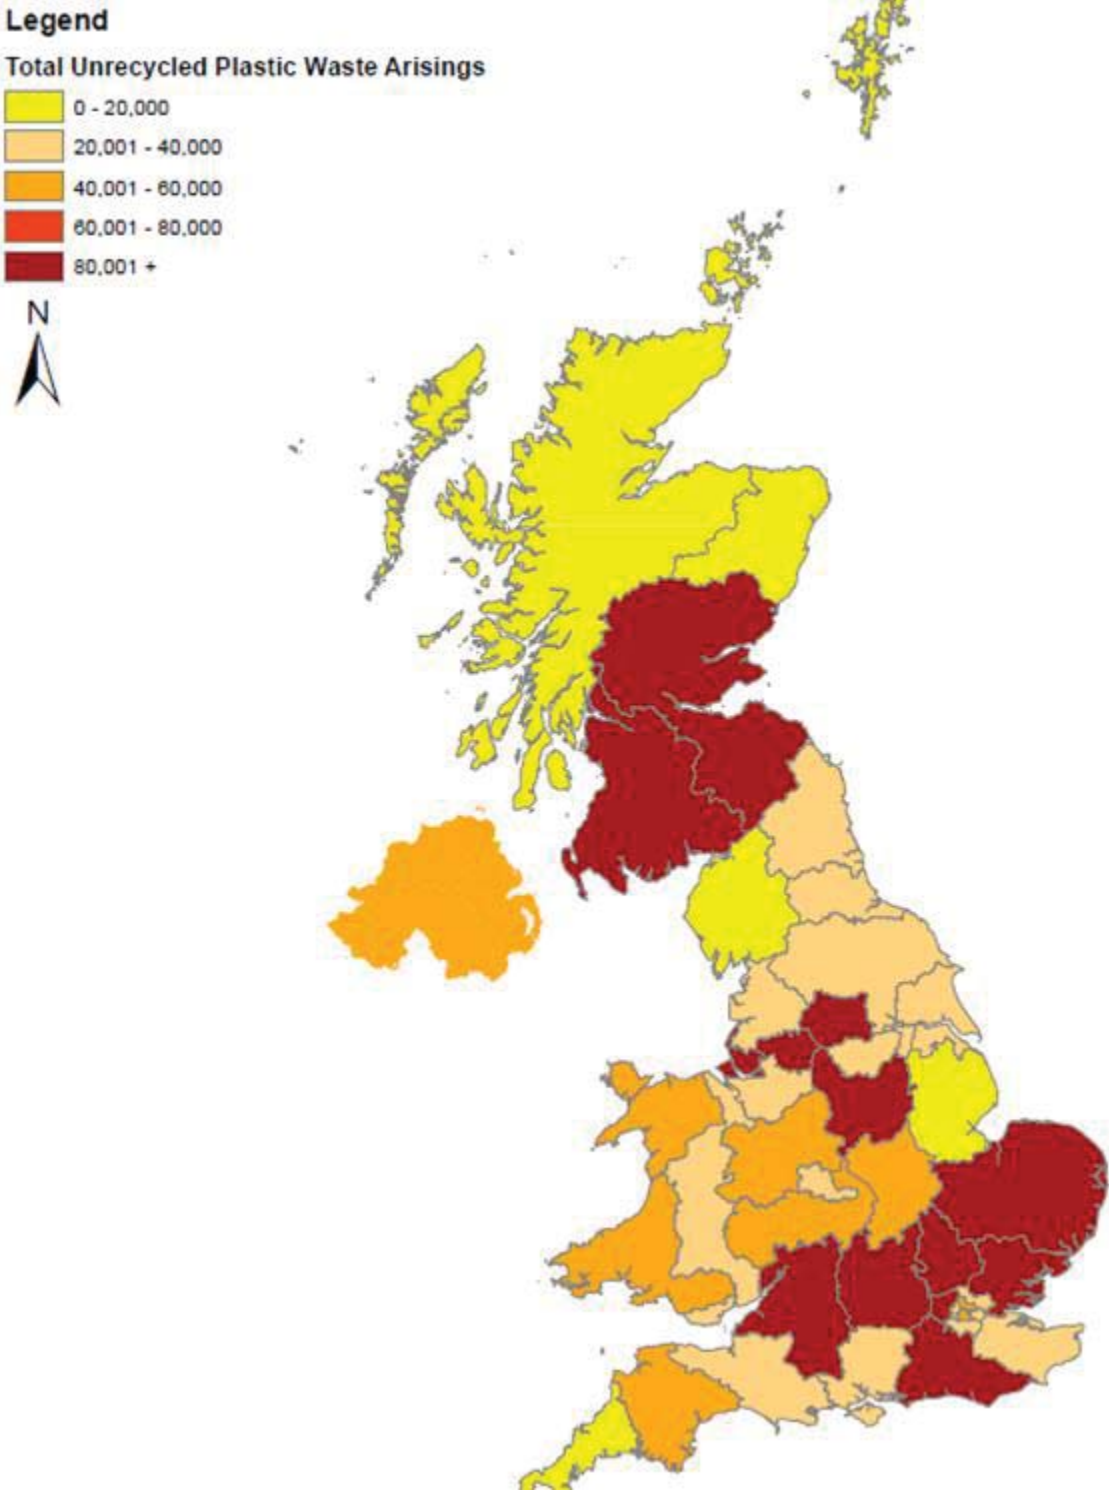 Legend
Total Unrecycled Plastic Waste Arisings
0 - 20,000
20,001 - 40,000
40,001 - 60,000
60,001 - 80,000
80,001 +
N